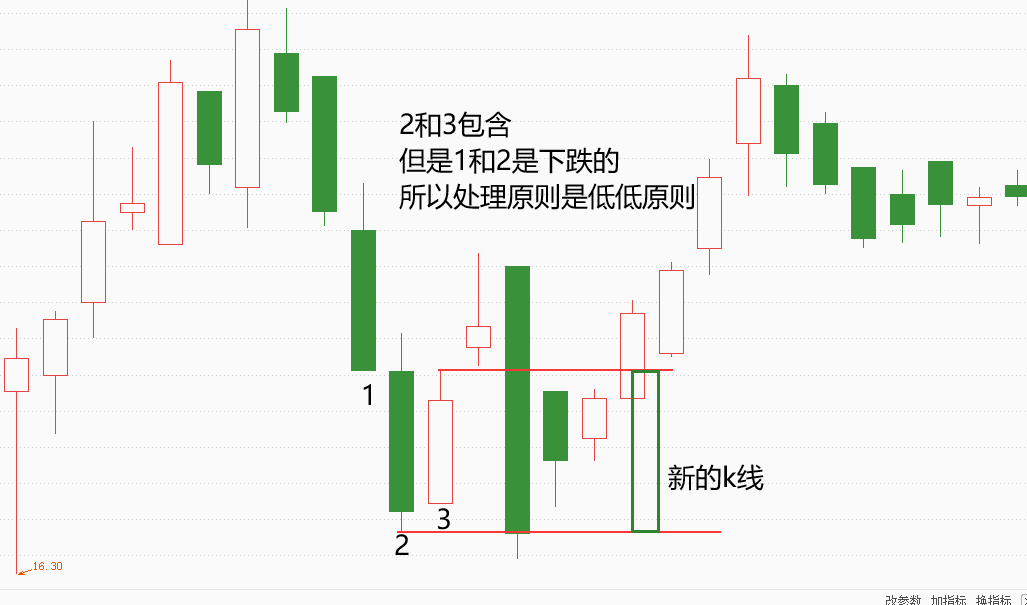 2和3包含
但是1和2是下跌的
所以处理原则是低低原则
1
新的k线
3
2
16.30
改参数 加指标 换指标